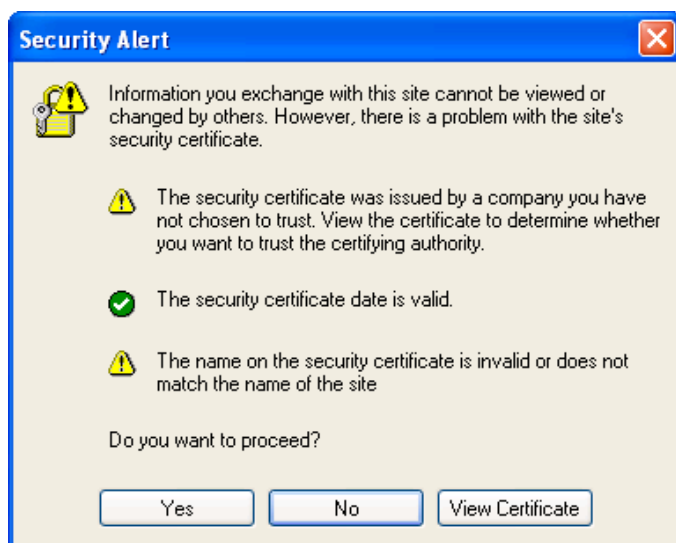 Security Alert
Information you exchange with this site cannot be viewed or
changed by others. However, there is a problem with the site's
security certificate.
The security certificate was issued by a company you have
not chosen to trust. View the certificate to determine whether
you want to trust the certifying authority.
The security certificate date is valid.
The name on the security certificate is invalid or does not
match the name of the site
Do you want to proceed?
Yes No View Certificate